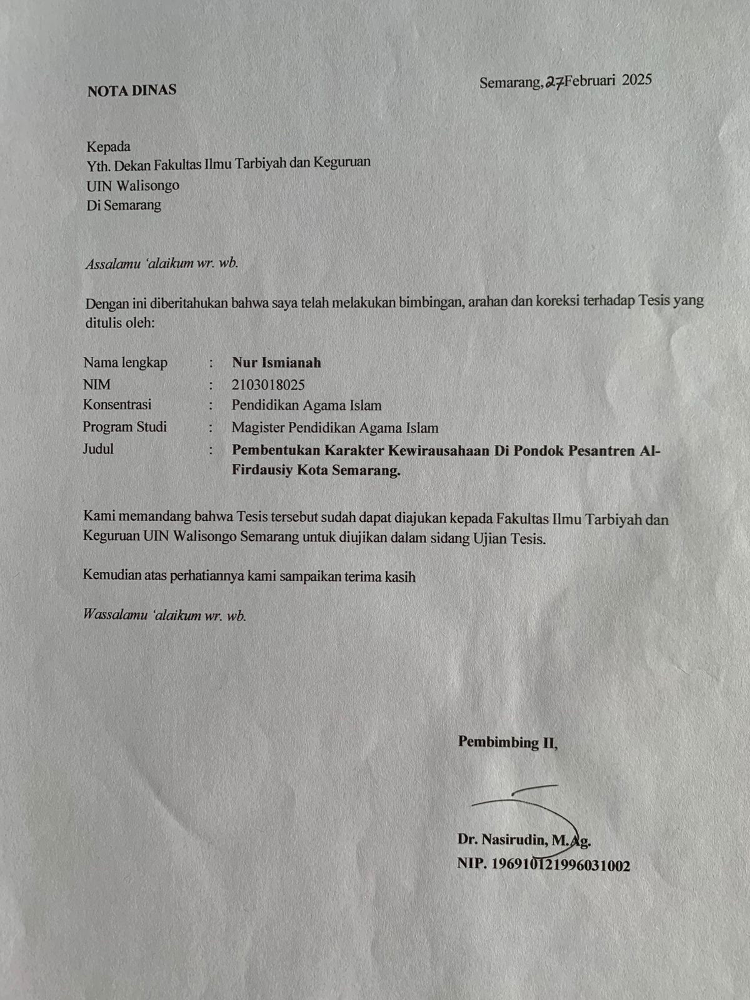 NOTA DINAS
Semarang, 27 Februari 2025
Kepada
Yth. Dekan Fakultas Ilmu Tarbiyah dan Keguruan
UIN Walisongo
Di Semarang
Assalamu ‘alaikum wr. wb.
Dengan ini diberitahukan bahwa saya telah melakukan bimbingan, arahan dan koreksi terhadap Tesis yang
ditulis oleh:
Nama lengkap : Nur Ismianah
NIM : 2103018025
Konsentrasi : Pendidikan Agama Islam
Program Studi : Magister Pendidikan Agama Islam
Judul : Pembentukan Karakter Kewirausahaan Di Pondok Pesantren Al-
Firdausiy Kota Semarang.
Kami memandang bahwa Tesis tersebut sudah dapat diajukan kepada Fakultas Ilmu Tarbiyah dan
Keguruan UIN Walisongo Semarang untuk diujikan dalam sidang Ujian Tesis.
Kemudian atas perhatiannya kami sampaikan terima kasih
Wassalamu ‘alaikum wr. wb.
Pembimbing II,
Dr. Nasirudin, M.Ag.
NIP. 196910121996031002